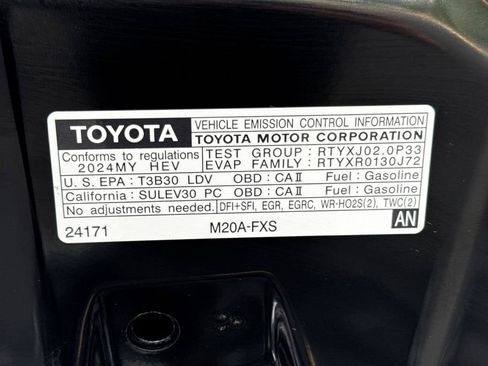 TOYOTA
VEHICLE EMISSION CONTROL INFORMATION
TOYOTA MOTOR CORPORATION
Conforms to regulations
2024MY HEV
TEST GROUP : RTYXJ02.0P33
EVAP FAMILY : RTYXR0130J72
U.S. EPA : T3B30 LDV OBD : CAⅡ Fuel : Gasoline
California : SULEV30 PC OBD : CAⅡ Fuel : Gasoline
No adjustments needed. DFI+SFI, EGR, EGRC, WR-HO2S(2), TWC(2)
24171 M20A-FXS AN